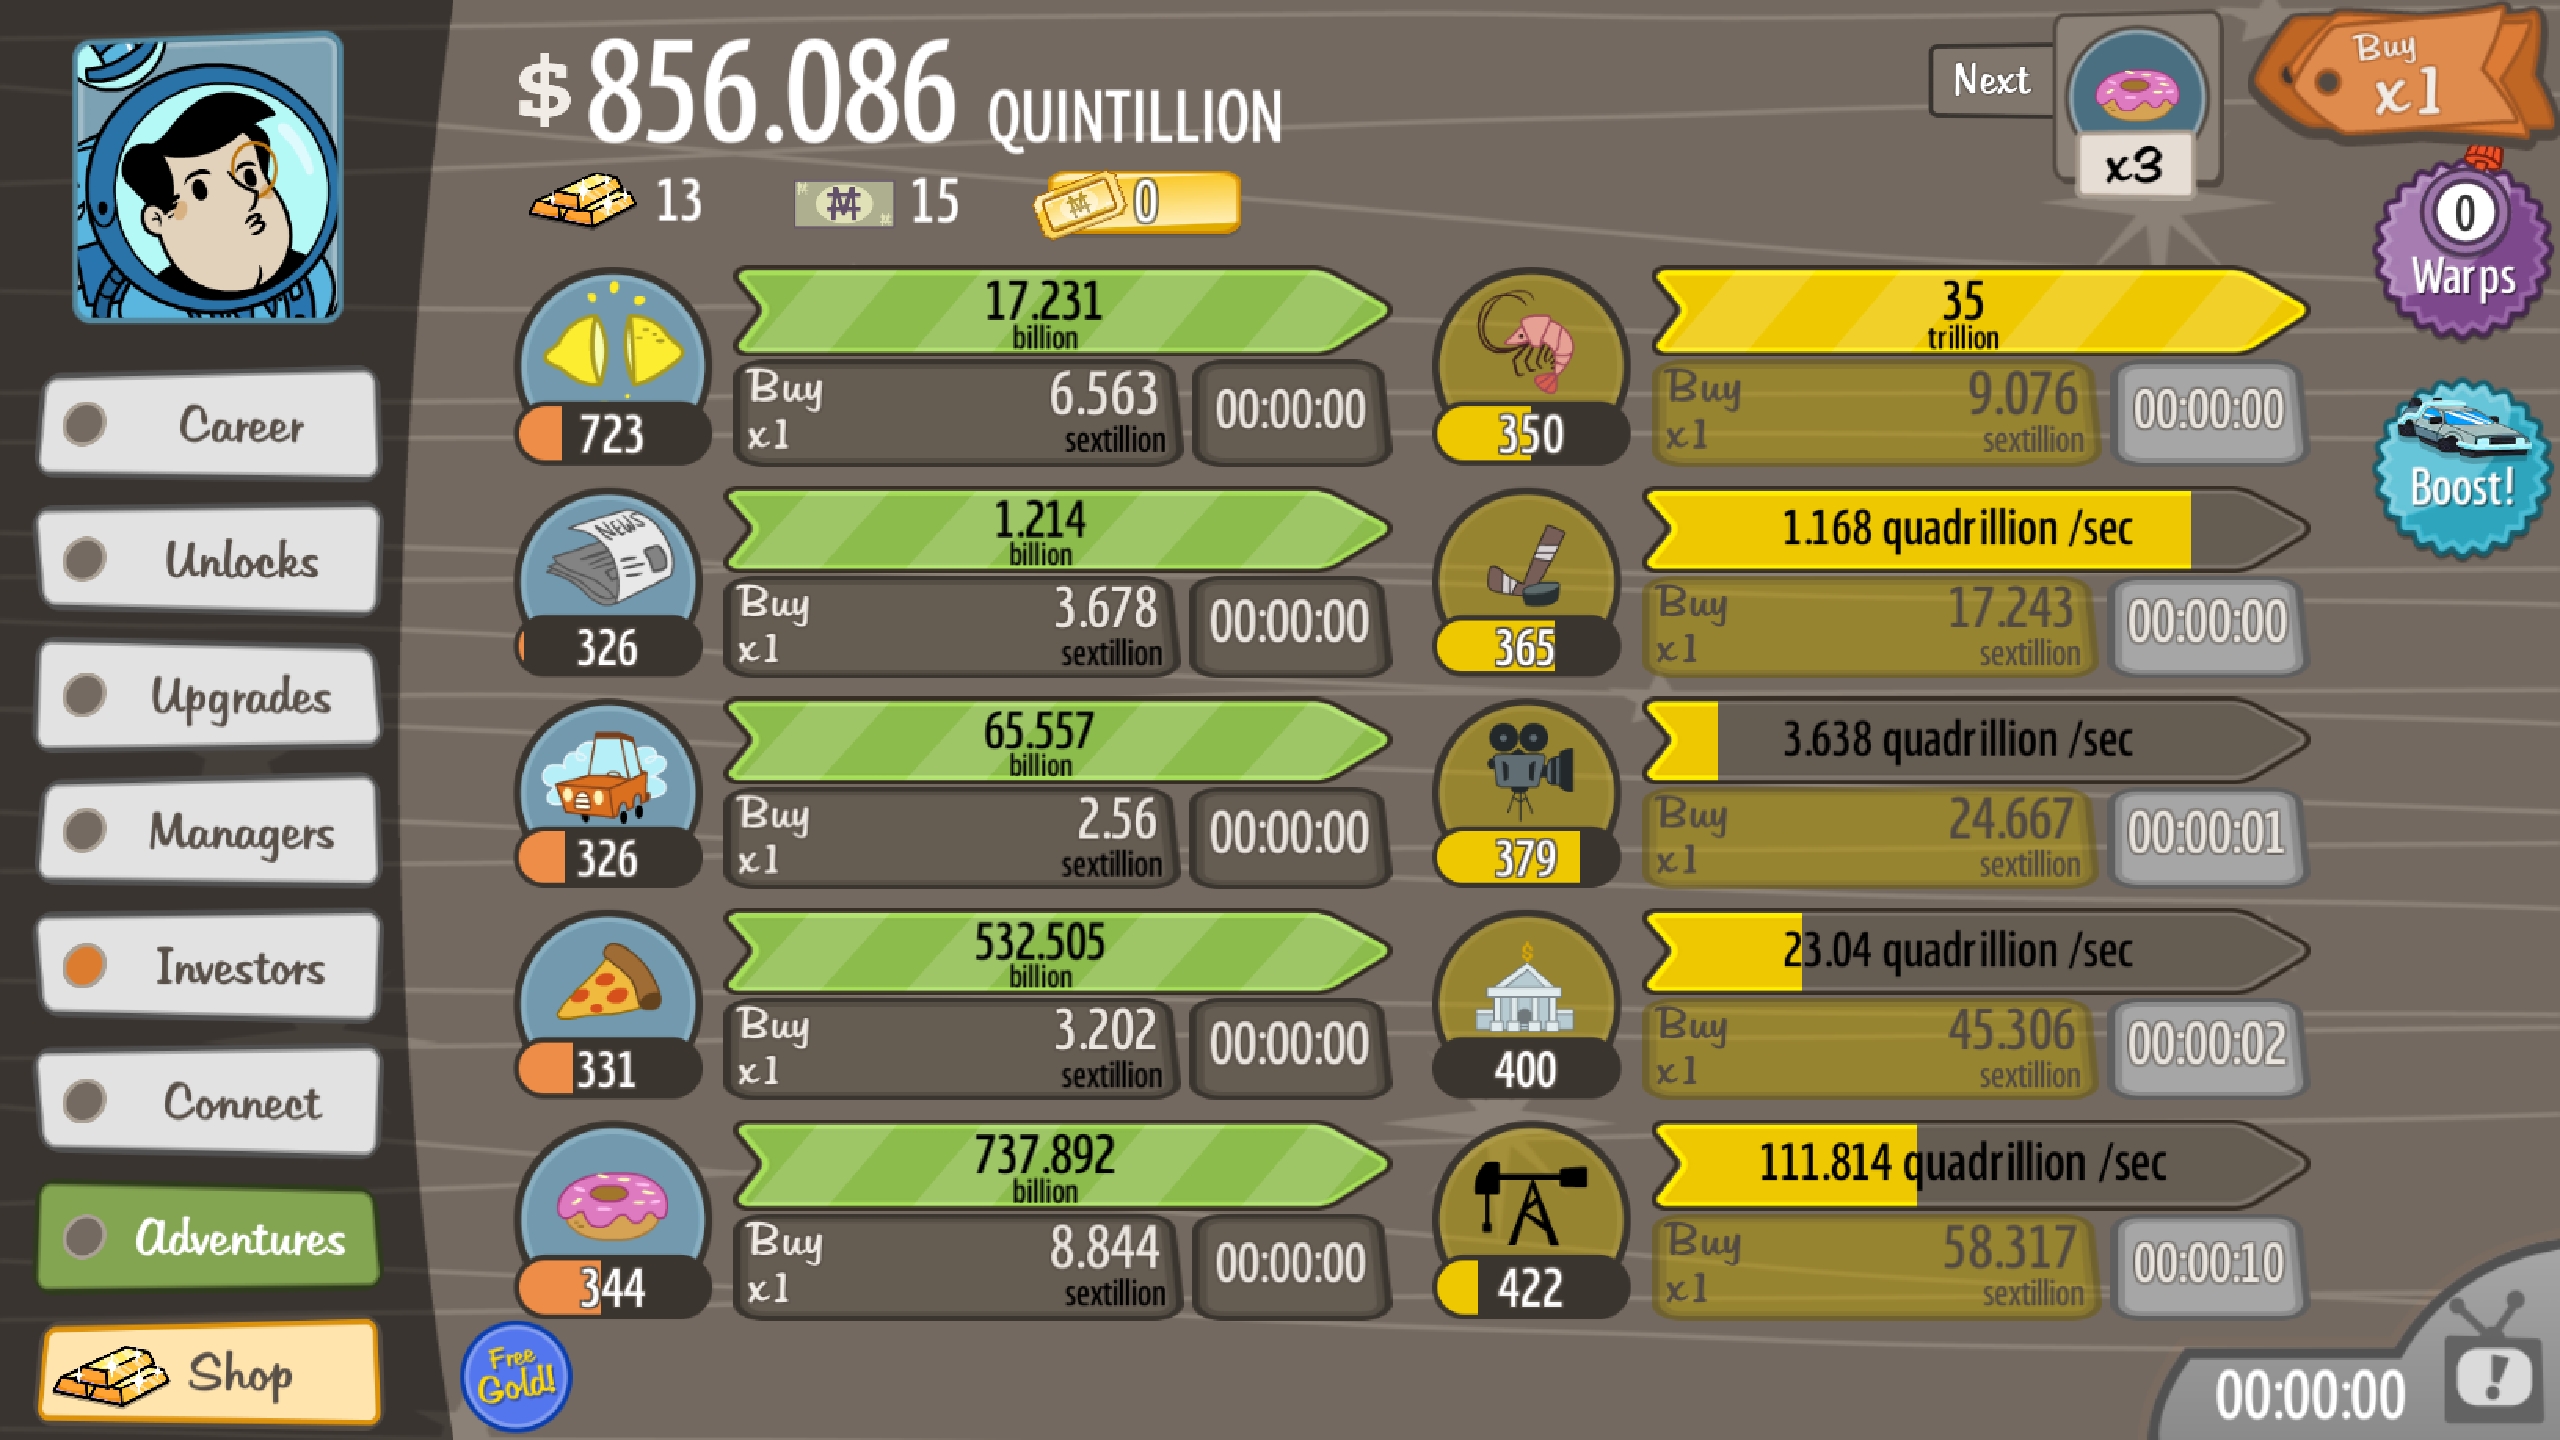 $856.086 QUINTILLION
13
15
0
Next
x3
Buy
x1
0
Warps
Boost!
Career
Unlocks
Upgrades
Managers
Investors
Connect
Adventures
Shop
17.231
billion
723
Buy
x1
6.563
sextillion
00:00:00
NEWS
1.214
billion
326
Buy
x1
3.678
sextillion
00:00:00
65.557
billion
326
Buy
x1
2.56
sextillion
00:00:00
532.505
billion
331
Buy
x1
3.202
sextillion
00:00:00
737.892
billion
344
Buy
x1
8.844
sextillion
00:00:00
35
trillion
350
Buy
x1
9.076
sextillion
00:00:00
1.168 quadrillion /sec
365
Buy
x1
17.243
sextillion
00:00:00
3.638 quadrillion /sec
379
Buy
x1
24.667
sextillion
00:00:01
$
23.04 quadrillion /sec
400
Buy
x1
45.306
sextillion
00:00:02
111.814 quadrillion /sec
422
Buy
x1
58.317
sextillion
00:00:10
Free
Gold!
00:00:00
!